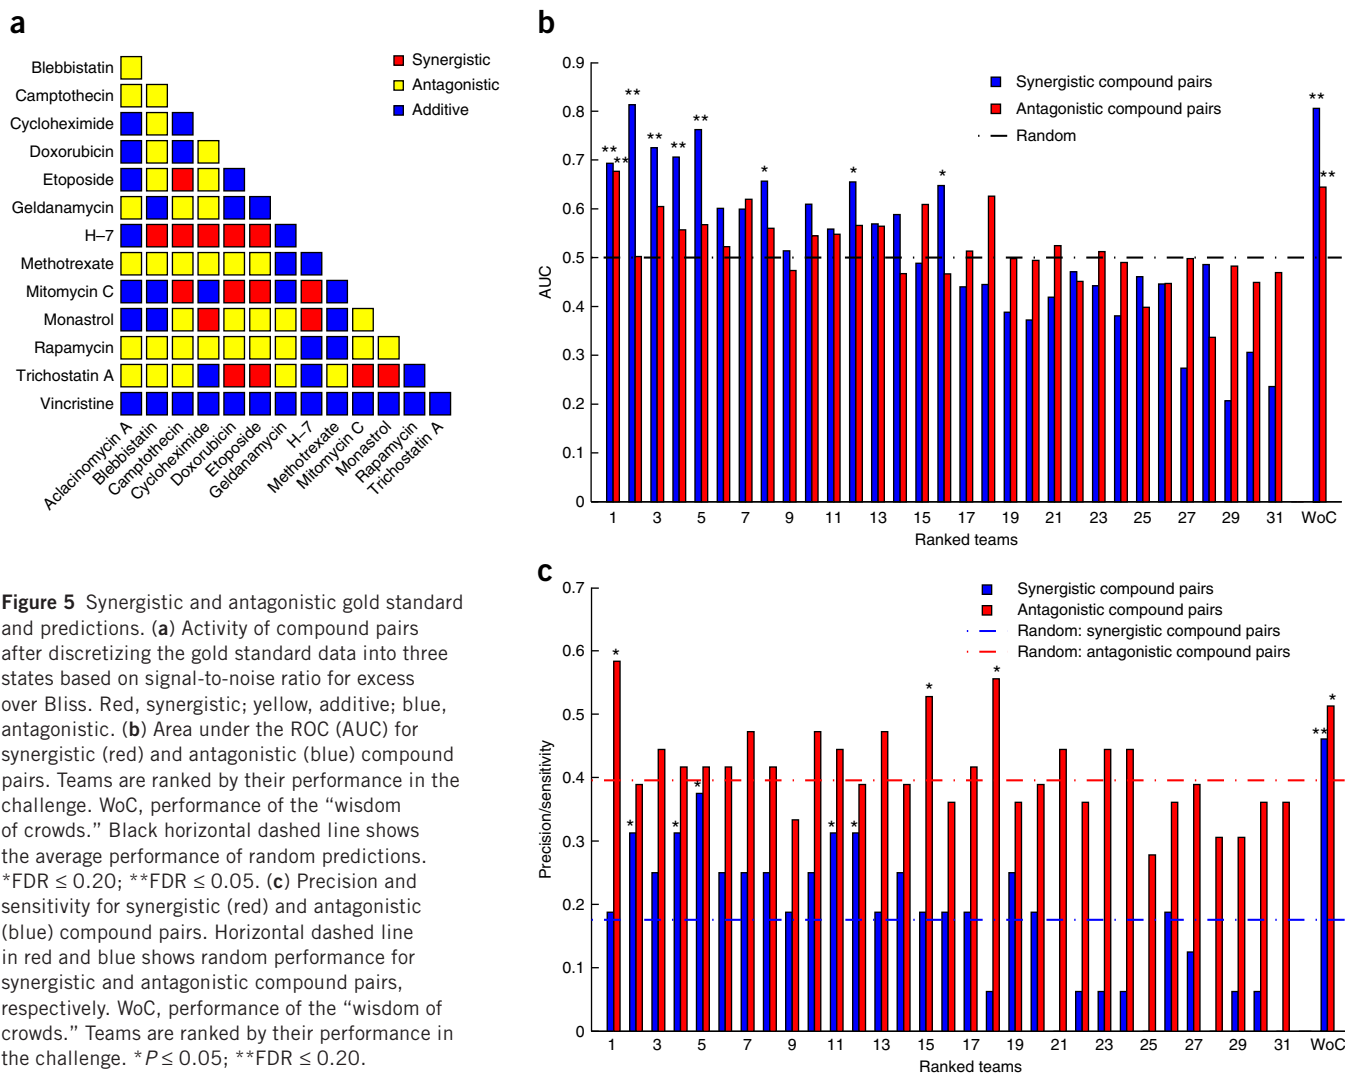 a
Blebbistatin
Camptothecin
Cycloheximide
Doxorubicin
Etoposide
Geldanamycin
H–7
Methotrexate
Mitomycin C
Monastrol
Rapamycin
Trichostatin A
Vincristine
Aclacinomycin A
Blebbistatin
Camptothecin
Cycloheximide
Doxorubicin
Etoposide
Geldanamycin
H–7
Methotrexate
Mitomycin C
Monastrol
Rapamycin
Trichostatin A
Synergistic
Antagonistic
Additive
b
0.9
0.8
0.7
0.6
0.5
0.4
0.3
0.2
0.1
0
AUC
** ** ** ** ** ** * * * ** **
Synergistic compound pairs
Antagonistic compound pairs
Random
1 3 5 7 9 11 13 15 17 19 21 23 25 27 29 31 WoC
Ranked teams
Figure 5 Synergistic and antagonistic gold standard
and predictions. (a) Activity of compound pairs
after discretizing the gold standard data into three
states based on signal-to-noise ratio for excess
over Bliss. Red, synergistic; yellow, additive; blue,
antagonistic. (b) Area under the ROC (AUC) for
synergistic (red) and antagonistic (blue) compound
pairs. Teams are ranked by their performance in the
challenge. WoC, performance of the “wisdom
of crowds.” Black horizontal dashed line shows
the average performance of random predictions.
*FDR ≤ 0.20; **FDR ≤ 0.05. (c) Precision and
sensitivity for synergistic (red) and antagonistic
(blue) compound pairs. Horizontal dashed line
in red and blue shows random performance for
synergistic and antagonistic compound pairs,
respectively. WoC, performance of the “wisdom of
crowds.” Teams are ranked by their performance in
the challenge. *P ≤ 0.05; **FDR ≤ 0.20.
c
0.7
0.6
0.5
0.4
0.3
0.2
0.1
0
Precision/sensitivity
* * * * * * * * ** *
Synergistic compound pairs
Antagonistic compound pairs
Random: synergistic compound pairs
Random: antagonistic compound pairs
1 3 5 7 9 11 13 15 17 19 21 23 25 27 29 31 WoC
Ranked teams